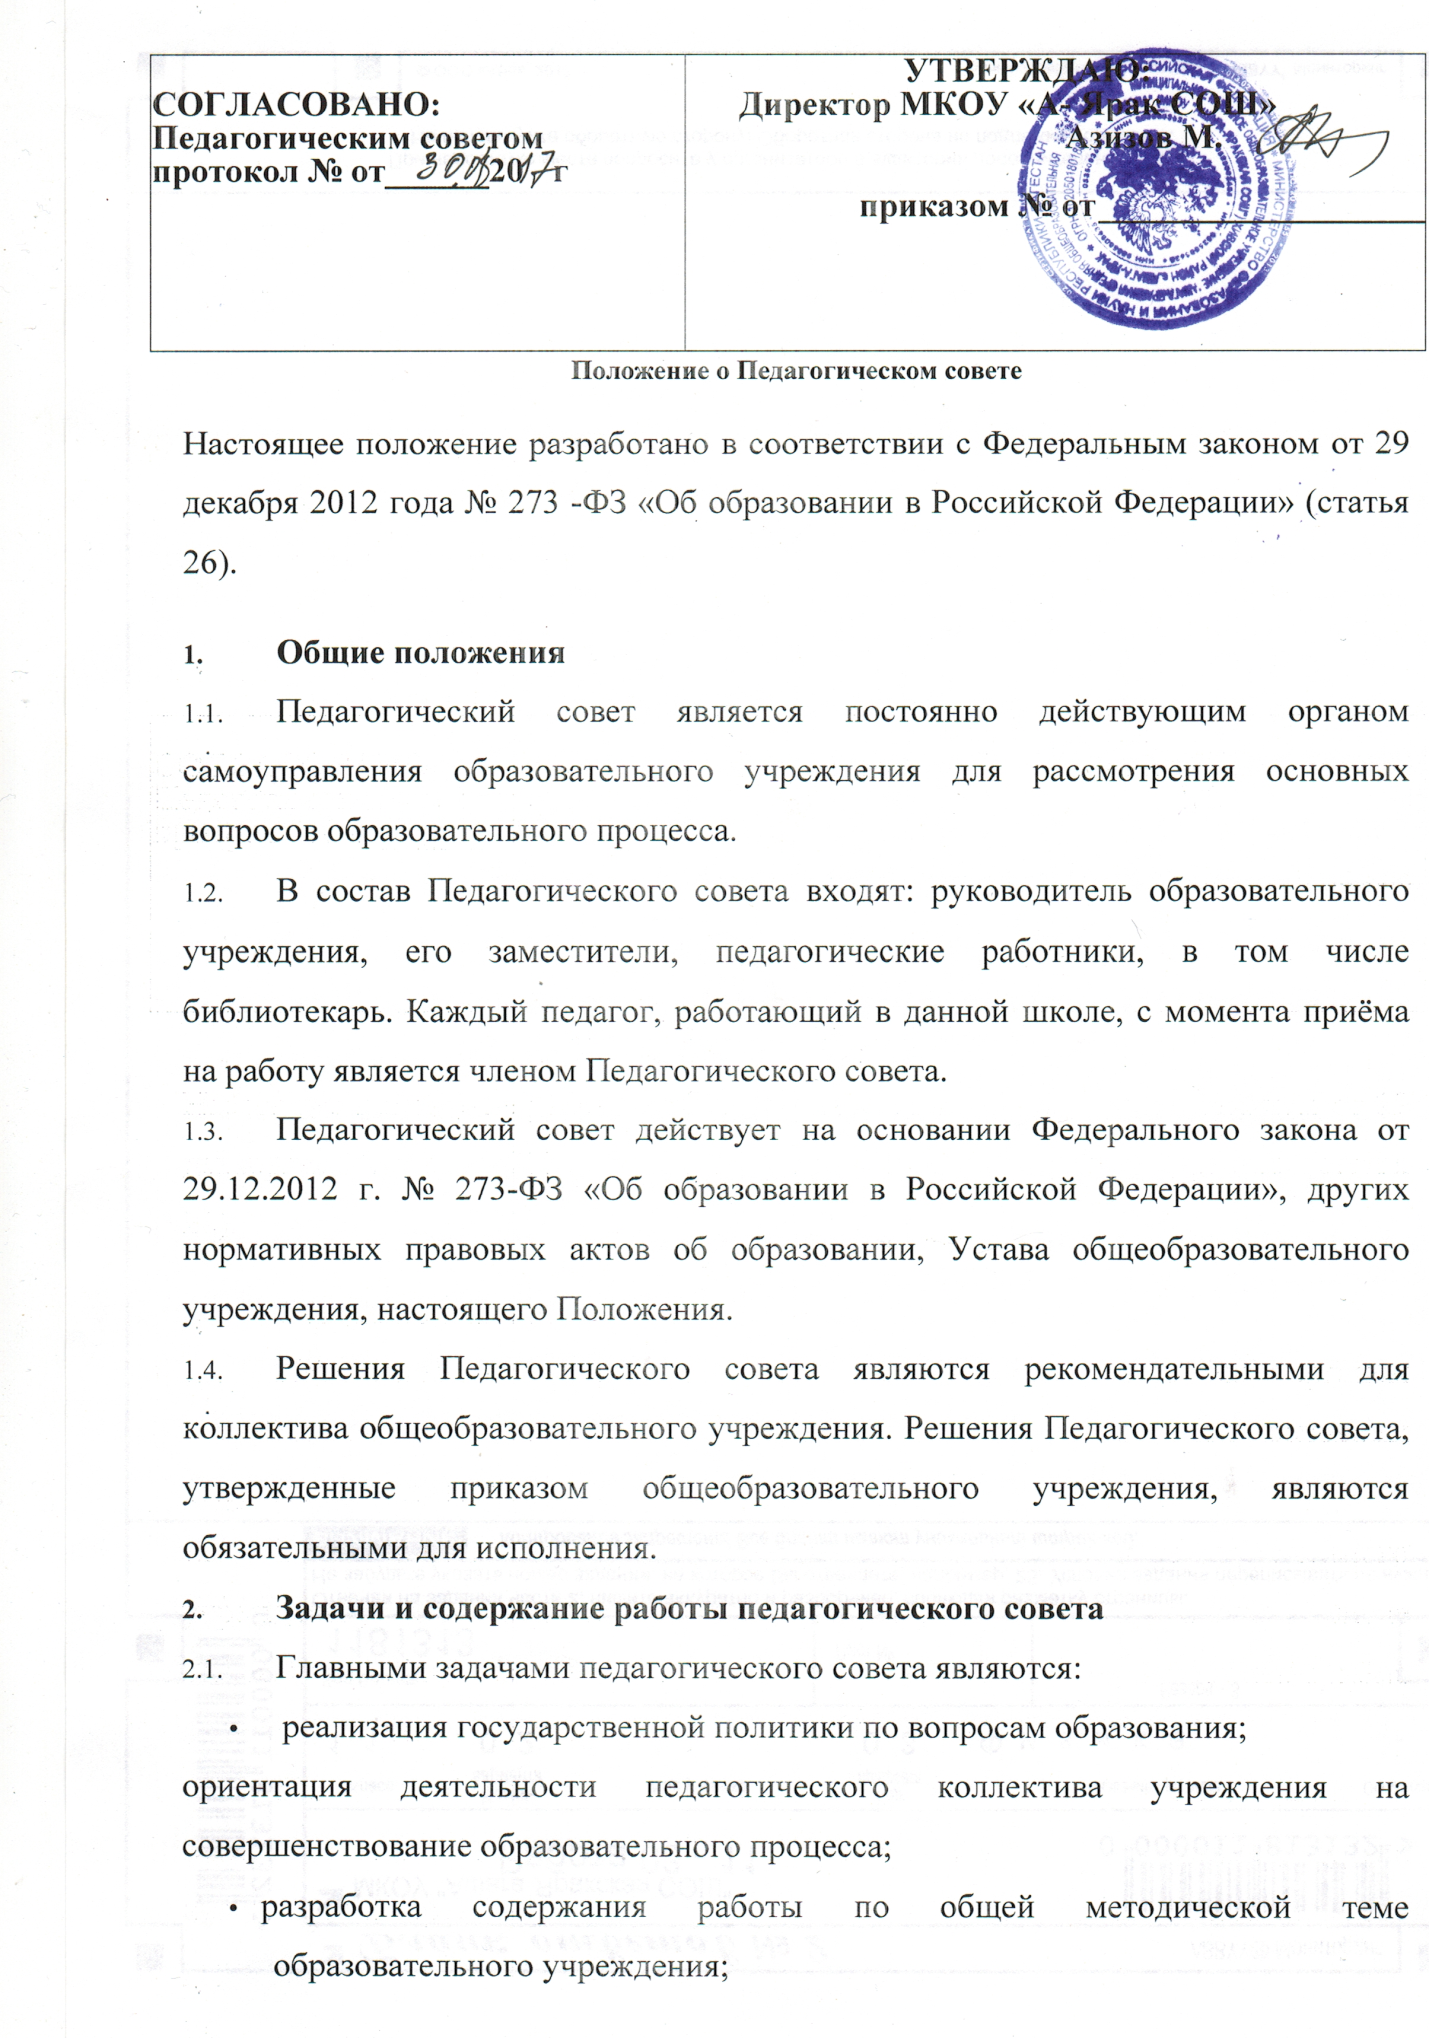 СОГЛАСОВАНО:
Педагогическим советом
протокол № от 30.08 2017 г
УТВЕРЖДАЮ:
Директор МКОУ «А- Ярак СОШ»
Азизов М.
приказом № от
Положение о Педагогическом совете
Настоящее положение разработано в соответствии с Федеральным законом от 29
декабря 2012 года № 273 -ФЗ «Об образовании в Российской Федерации» (статья
26).
1. Общие положения
1.1. Педагогический совет является постоянно действующим органом
самоуправления образовательного учреждения для рассмотрения основных
вопросов образовательного процесса.
1.2. В состав Педагогического совета входят: руководитель образовательного
учреждения, его заместители, педагогические работники, в том числе
библиотекарь. Каждый педагог, работающий в данной школе, с момента приёма
на работу является членом Педагогического совета.
1.3. Педагогический совет действует на основании Федерального закона от
29.12.2012 г. № 273-ФЗ «Об образовании в Российской Федерации», других
нормативных правовых актов об образовании, Устава общеобразовательного
учреждения, настоящего Положения.
1.4. Решения Педагогического совета являются рекомендательными для
коллектива общеобразовательного учреждения. Решения Педагогического совета,
утвержденные приказом общеобразовательного учреждения, являются
обязательными для исполнения.
2. Задачи и содержание работы педагогического совета
2.1. Главными задачами педагогического совета являются:
• реализация государственной политики по вопросам образования;
ориентация деятельности педагогического коллектива учреждения на
совершенствование образовательного процесса;
• разработка содержания работы по общей методической теме
образовательного учреждения;